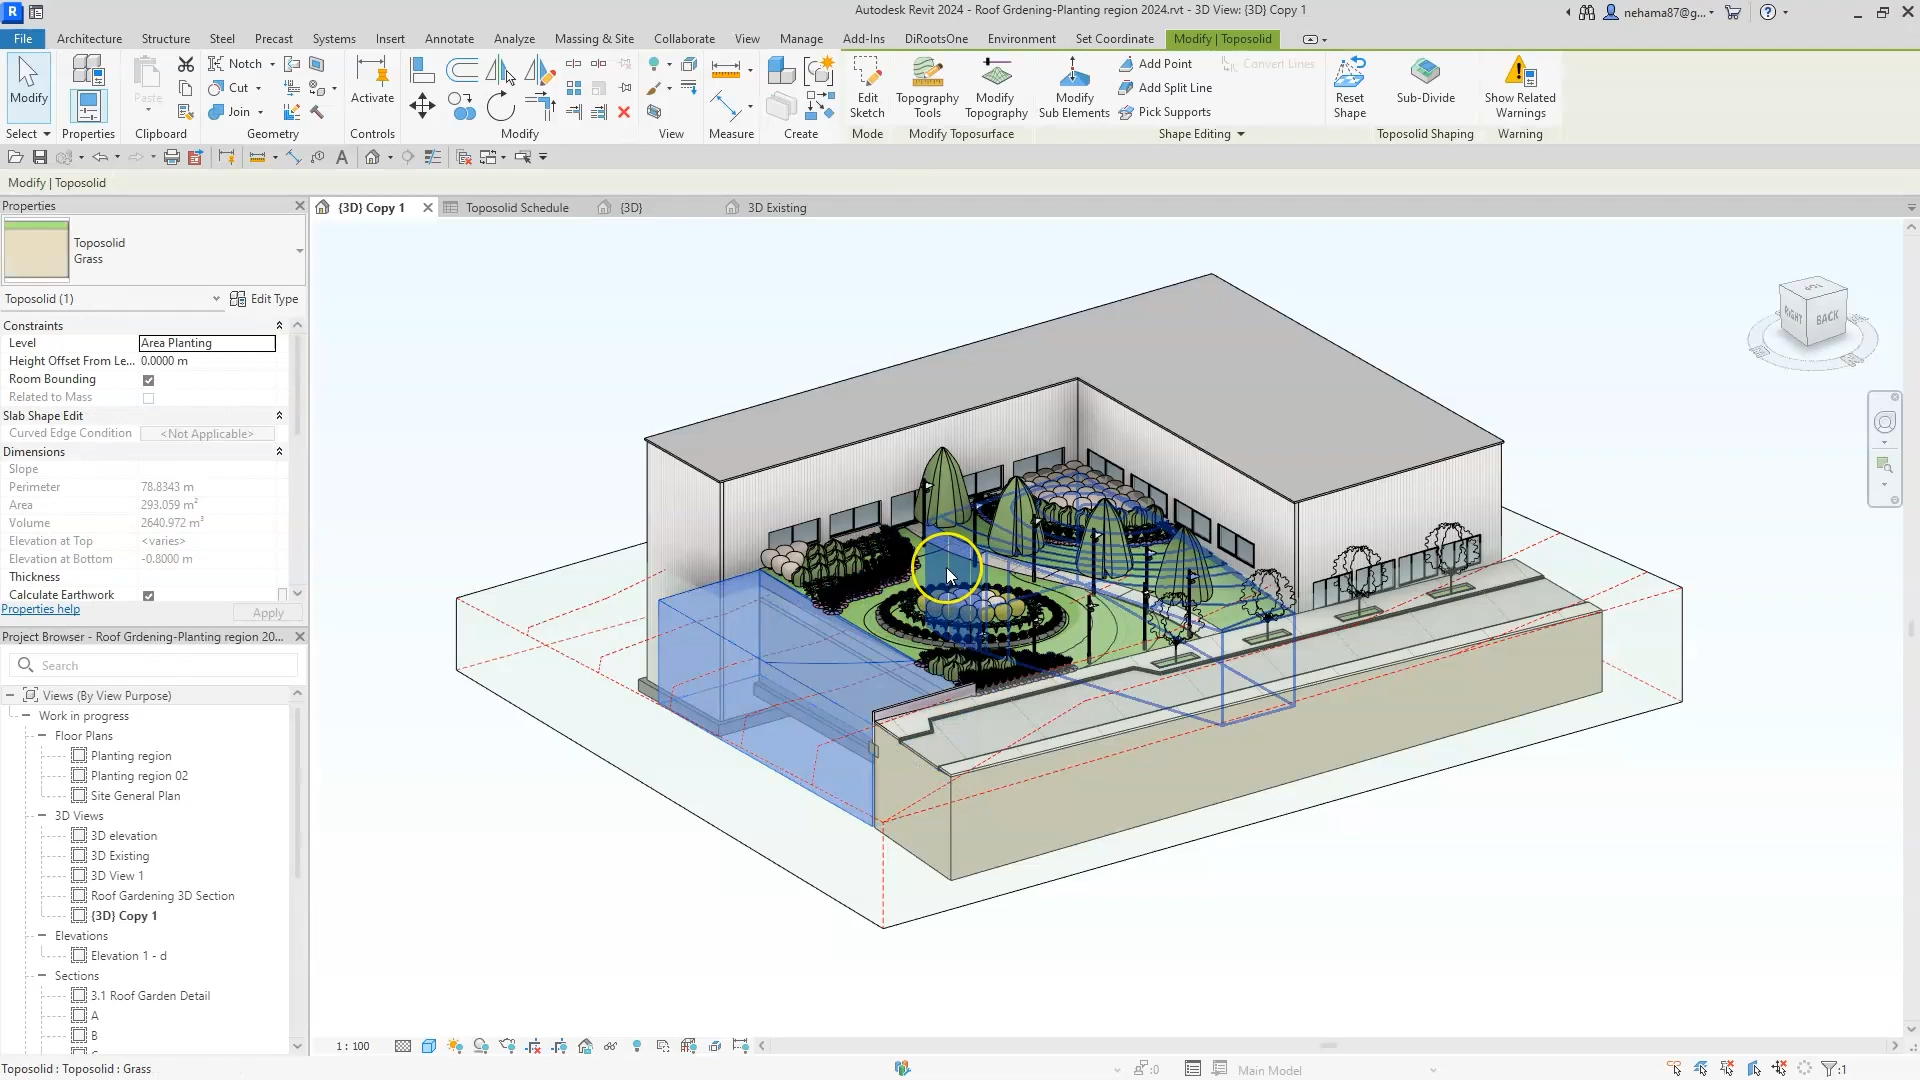 R
Autodesk Revit 2024 - Roof Grdening-Planting region 2024.rvt - 3D View: {3D} Copy 1
nehama87@g...
File Architecture Structure Steel Precast Systems Insert Annotate Analyze Massing & Site Collaborate View Manage Add-Ins DiRootsOne Environment Set Coordinate Modify | Toposolid
Notch
Cut
Join
Add Point Convert Lines
Add Split Line
Pick Supports
Modify Paste Activate Edit Sketch Topography Tools Modify Topography Modify Sub Elements Reset Shape Sub-Divide Show Related Warnings
Select Properties Clipboard Geometry Controls Modify View Measure Create Mode Modify Toposurface Shape Editing Toposolid Shaping Warning
Modify | Toposolid
Properties
{3D} Copy 1 Toposolid Schedule {3D} 3D Existing
Toposolid
Grass
Toposolid (1) Edit Type
Constraints
Level Area Planting
Height Offset From Le... 0.0000 m
Room Bounding
Related to Mass
Slab Shape Edit
Curved Edge Condition <Not Applicable>
Dimensions
Slope
Perimeter 78.8343 m
Area 293.059 m²
Volume 2640.972 m³
Elevation at Top <varies>
Elevation at Bottom -0.8000 m
Thickness
Calculate Earthwork
Properties help Apply
Project Browser - Roof Grdening-Planting region 20...
Search
Views (By View Purpose)
Work in progress
Floor Plans
Planting region
Planting region 02
Site General Plan
3D Views
3D elevation
3D Existing
3D View 1
Roof Gardening 3D Section
{3D} Copy 1
Elevations
Elevation 1 - d
Sections
3.1 Roof Garden Detail
A
B
TOP
RIGHT BACK
1 : 100
Toposolid : Toposolid : Grass
:0 Main Model :1